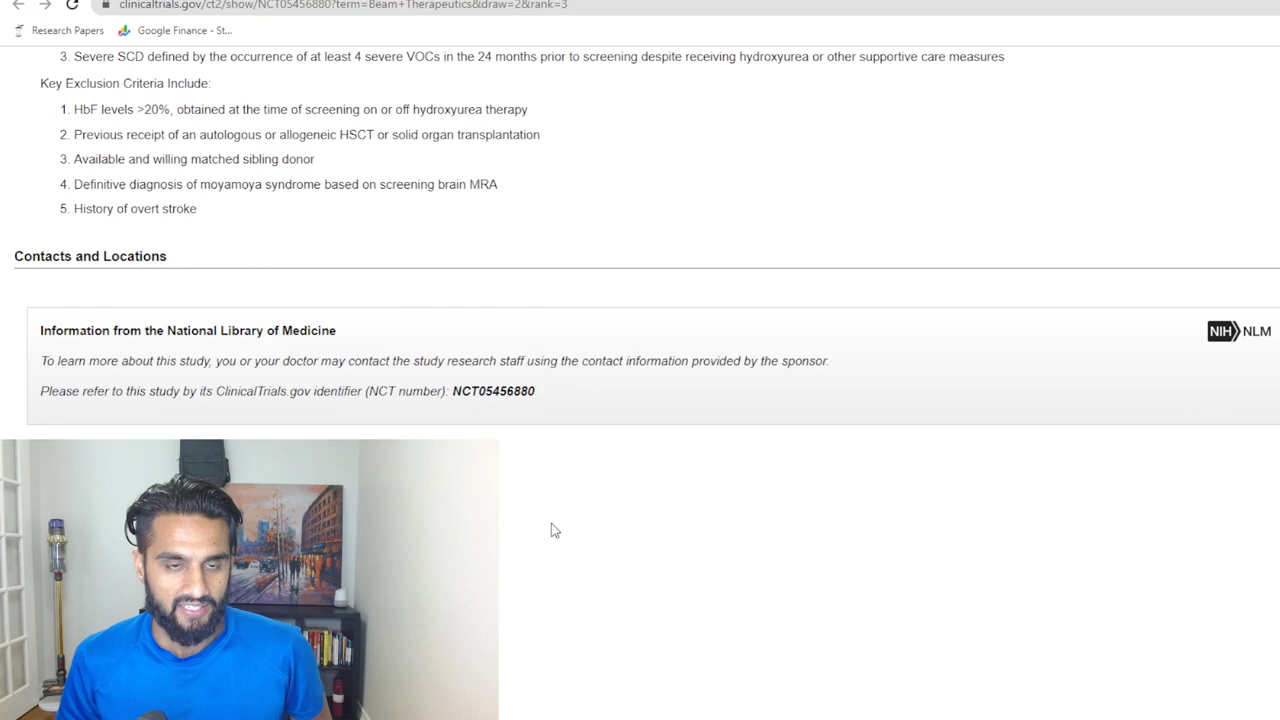 clinicaltrials.gov/ct2/show/NCT05456880?term=Beam+Therapeutics&draw=2&rank=3
Research Papers Google Finance - St...
3. Severe SCD defined by the occurrence of at least 4 severe VOCs in the 24 months prior to screening despite receiving hydroxyurea or other supportive care measures
Key Exclusion Criteria Include:
1. HbF levels >20%, obtained at the time of screening on or off hydroxyurea therapy
2. Previous receipt of an autologous or allogeneic HSCT or solid organ transplantation
3. Available and willing matched sibling donor
4. Definitive diagnosis of moyamoya syndrome based on screening brain MRA
5. History of overt stroke
Contacts and Locations
Information from the National Library of Medicine
NIH NLM
To learn more about this study, you or your doctor may contact the study research staff using the contact information provided by the sponsor.
Please refer to this study by its ClinicalTrials.gov identifier (NCT number): NCT05456880